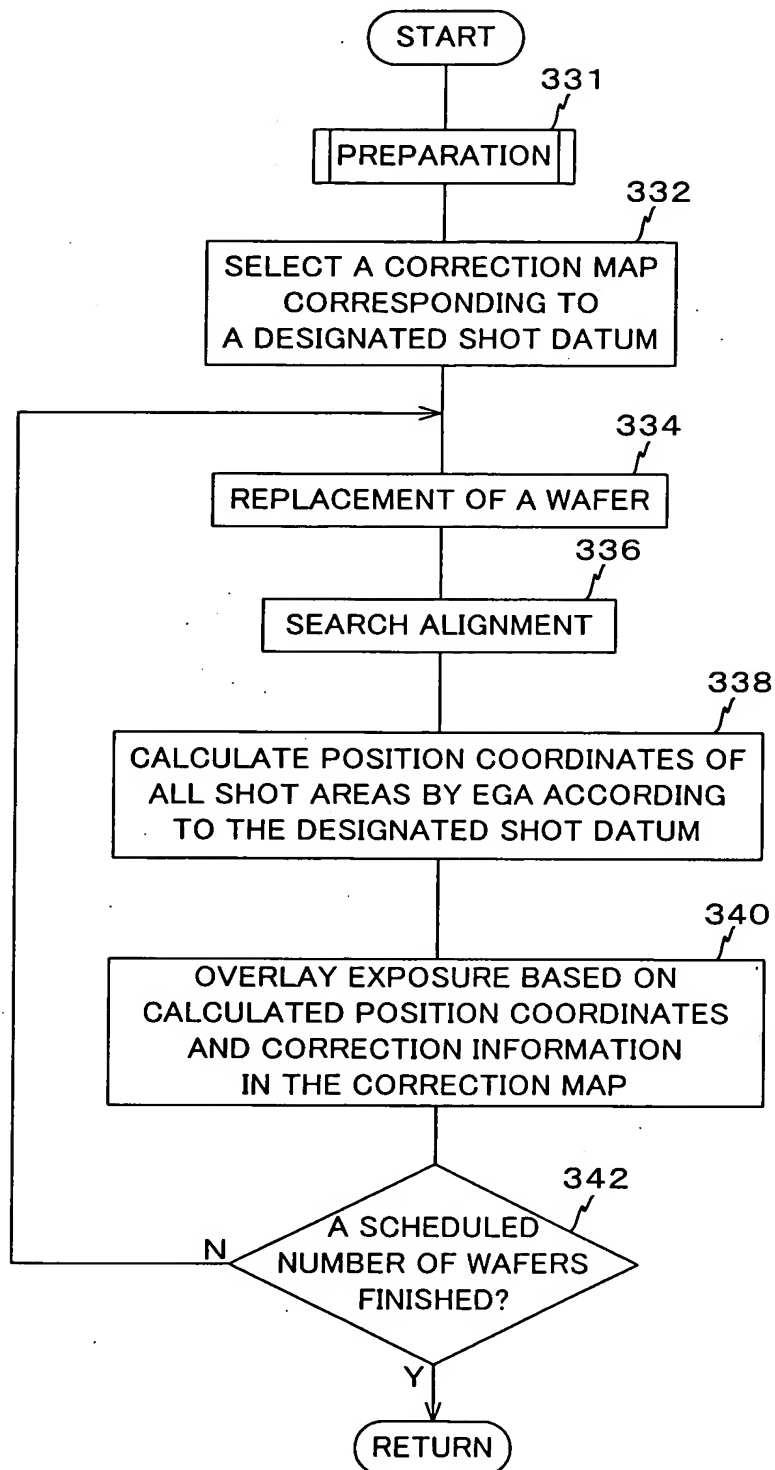 START
331
PREPARATION
332
SELECT A CORRECTION MAP
CORRESPONDING TO
A DESIGNATED SHOT DATUM
334
REPLACEMENT OF A WAFER
336
SEARCH ALIGNMENT
338
CALCULATE POSITION COORDINATES OF
ALL SHOT AREAS BY EGA ACCORDING
TO THE DESIGNATED SHOT DATUM
340
OVERLAY EXPOSURE BASED ON
CALCULATED POSITION COORDINATES
AND CORRECTION INFORMATION
IN THE CORRECTION MAP
342
A SCHEDULED
NUMBER OF WAFERS
FINISHED?
N
Y
RETURN